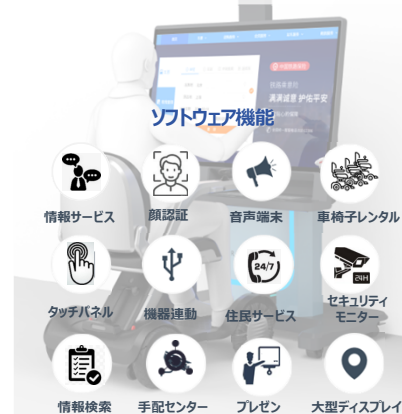 ソフトウェア機能
情報サービス
顔認証
音声端末
車椅子レンタル
タッチパネル
機器連動
24/7
住民サービス
24H
セキュリティ
モニター
情報検索
手配センター
プレゼン
大型ディスプレイ